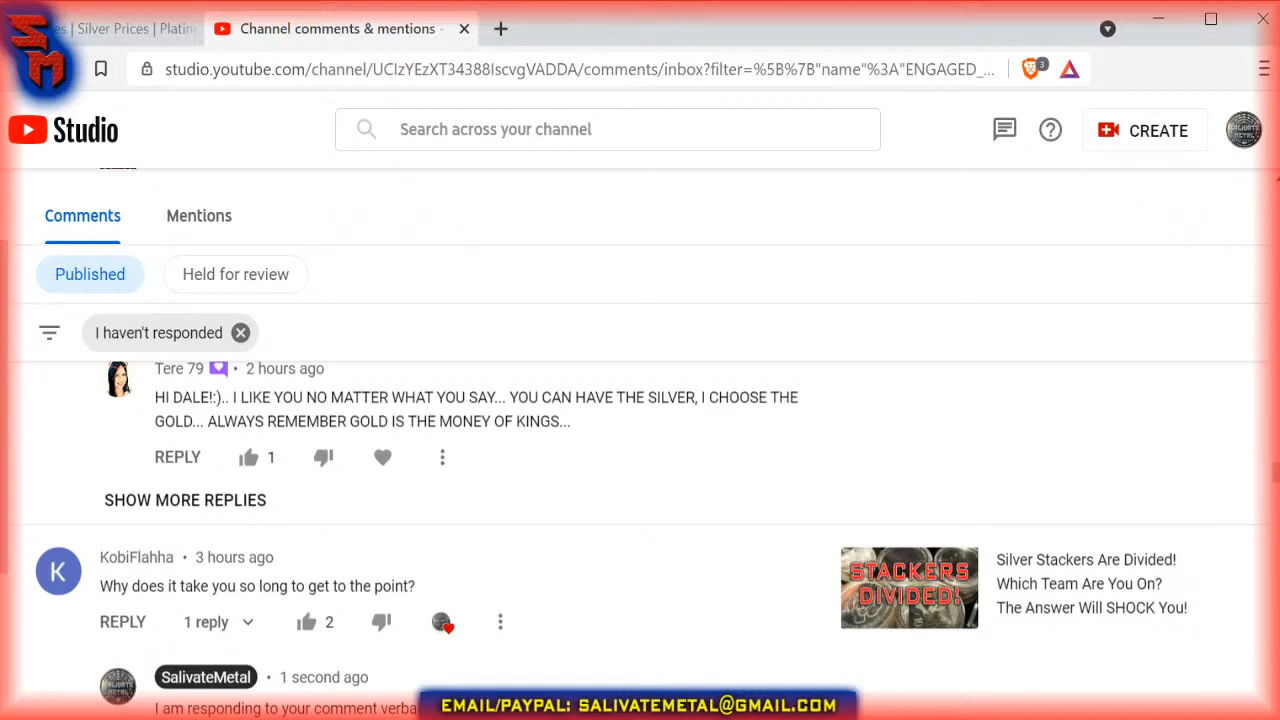 SM
es | Silver Prices | Platin
Channel comments & mentions -
studio.youtube.com/channel/UCIzYEzXT34388IscvgVADDA/comments/inbox?filter=%5B%7B"name"%3A"ENGAGED_...
3
Studio
Search across your channel
CREATE
Comments
Mentions
Published
Held for review
I haven't responded
Tere 79 • 2 hours ago
HI DALE!:).. I LIKE YOU NO MATTER WHAT YOU SAY... YOU CAN HAVE THE SILVER, I CHOOSE THE
GOLD... ALWAYS REMEMBER GOLD IS THE MONEY OF KINGS...
REPLY 1
SHOW MORE REPLIES
K
KobiFlahha • 3 hours ago
Why does it take you so long to get to the point?
REPLY 1 reply 2
STACKERS
DIVIDED!
Silver Stackers Are Divided!
Which Team Are You On?
The Answer Will SHOCK You!
SalivateMetal • 1 second ago
I am responding to your comment verba
EMAIL/PAYPAL: SALIVATEMETAL@GMAIL.COM